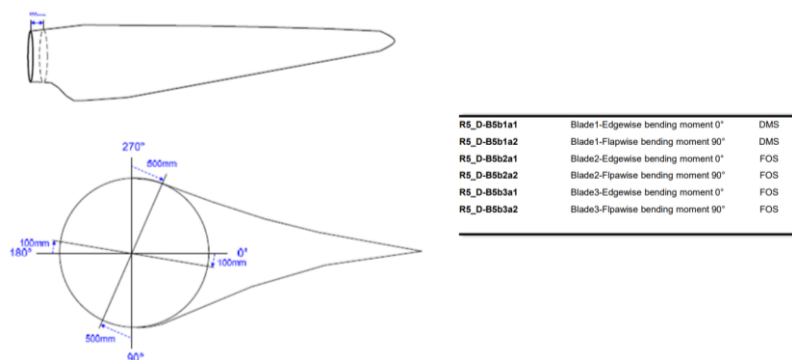 270°
500mm
100mm
180°
0°
100mm
500mm
90°
R5_D-B5b1a1 Blade1-Edgewise bending moment 0° DMS
R5_D-B5b1a2 Blade1-Flapwise bending moment 90° DMS
R5_D-B5b2a1 Blade2-Edgewise bending moment 0° FOS
R5_D-B5b2a2 Blade2-Flpawise bending moment 90° FOS
R5_D-B5b3a1 Blade3-Edgewise bending moment 0° FOS
R5_D-B5b3a2 Blade3-Flpawise bending moment 90° FOS